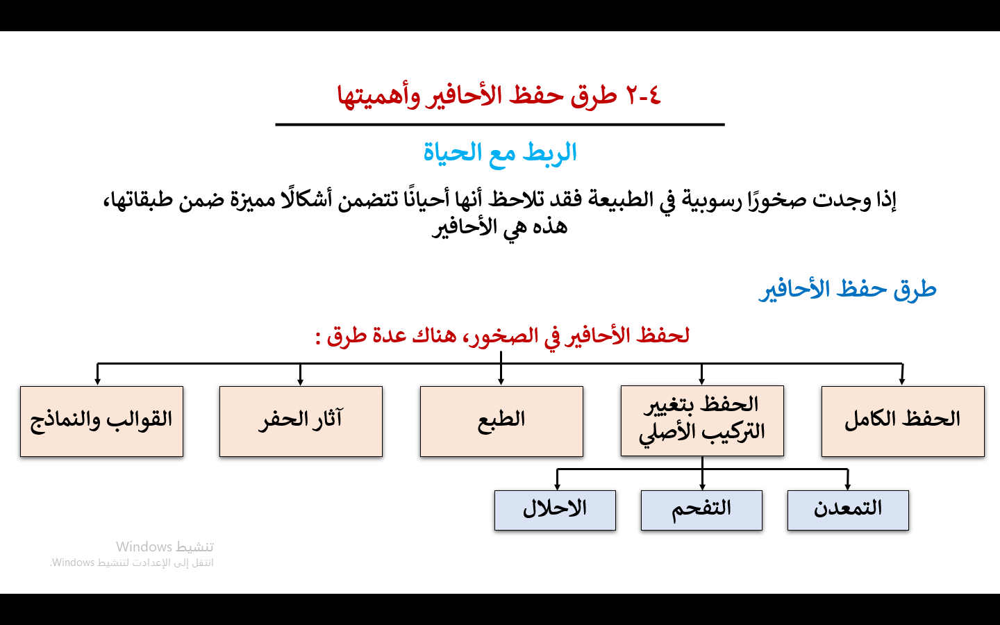 ٤-٢ طرق حفظ الأحافير وأهميتها
الربط مع الحياة
إذا وجدت صخورًا رسوبية في الطبيعة فقد تلاحظ أنها أحيانًا تتضمن أشكالًا مميزة ضمن طبقاتها،
هذه هي الأحافير
طرق حفظ الأحافير
لحفظ الأحافير في الصخور، هناك عدة طرق :
الحفظ الكامل
الحفظ بتغيير
التركيب الأصلي
الطبع
آثار الحفر
القوالب والنماذج
التمعدن
التفحم
الاحلال
تنشيط Windows
انتقل إلى الإعدادت لتنشيط Windows.